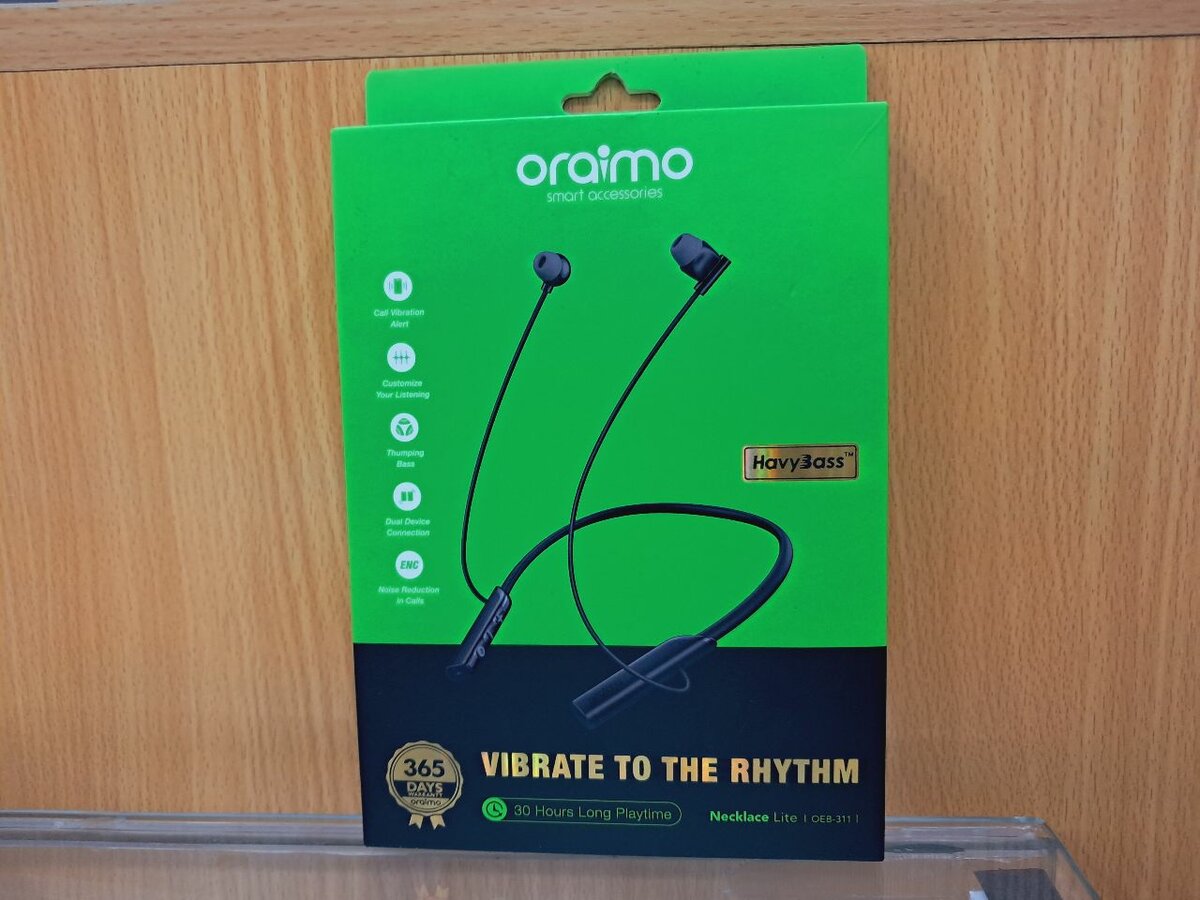 oraimo
smart accessories
Call Vibration
Alert
Customize
Your Listening
Thumping
Bass
Dual Device
Connection
ENC
Noise Reduction
in Calls
HavyBass™
365
DAYS
WARRANTY
oraimo
VIBRATE TO THE RHYTHM
30 Hours Long Playtime
Necklace Lite | OEB-311 |